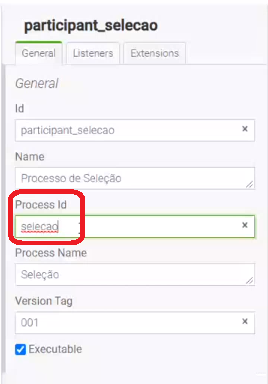 participant_selecao
General Listeners Extensions
General
Id
participant_selecao ×
Name
Processo de Seleção
Process Id
selecao ×
Process Name
Seleção
Version Tag
001 ×
Executable